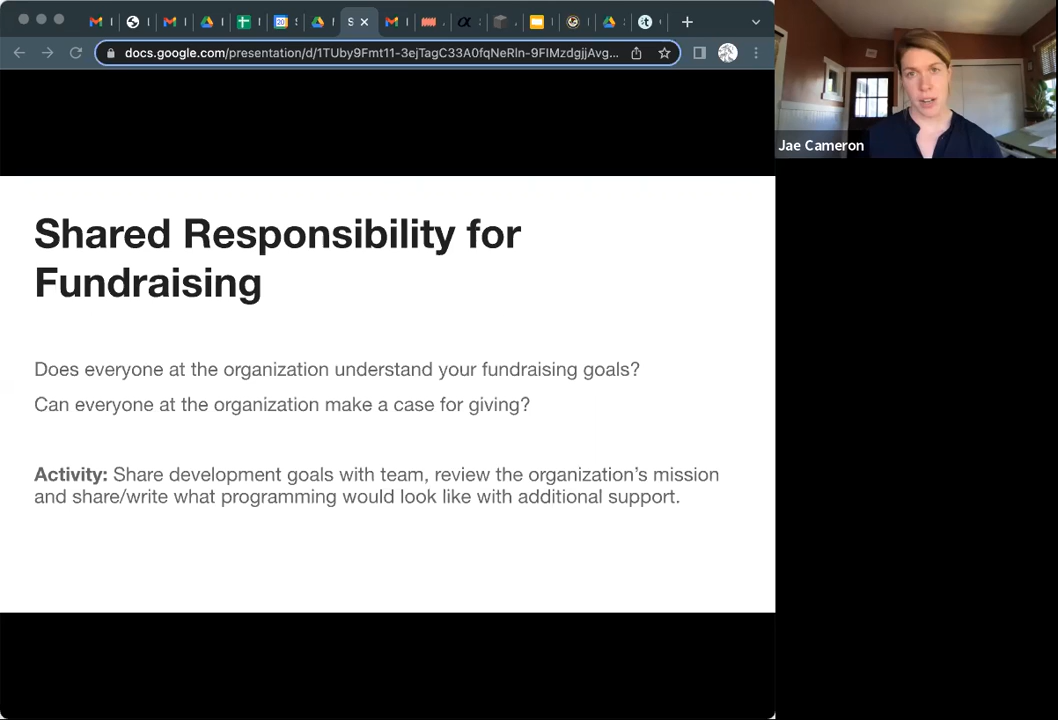 S
docs.google.com/presentation/d/1TUby9Fmt11-3ejTagC33A0fqNeRln-9FIMzdgjjAvg...
Jae Cameron
Shared Responsibility for
Fundraising
Does everyone at the organization understand your fundraising goals?
Can everyone at the organization make a case for giving?
Activity: Share development goals with team, review the organization's mission
and share/write what programming would look like with additional support.